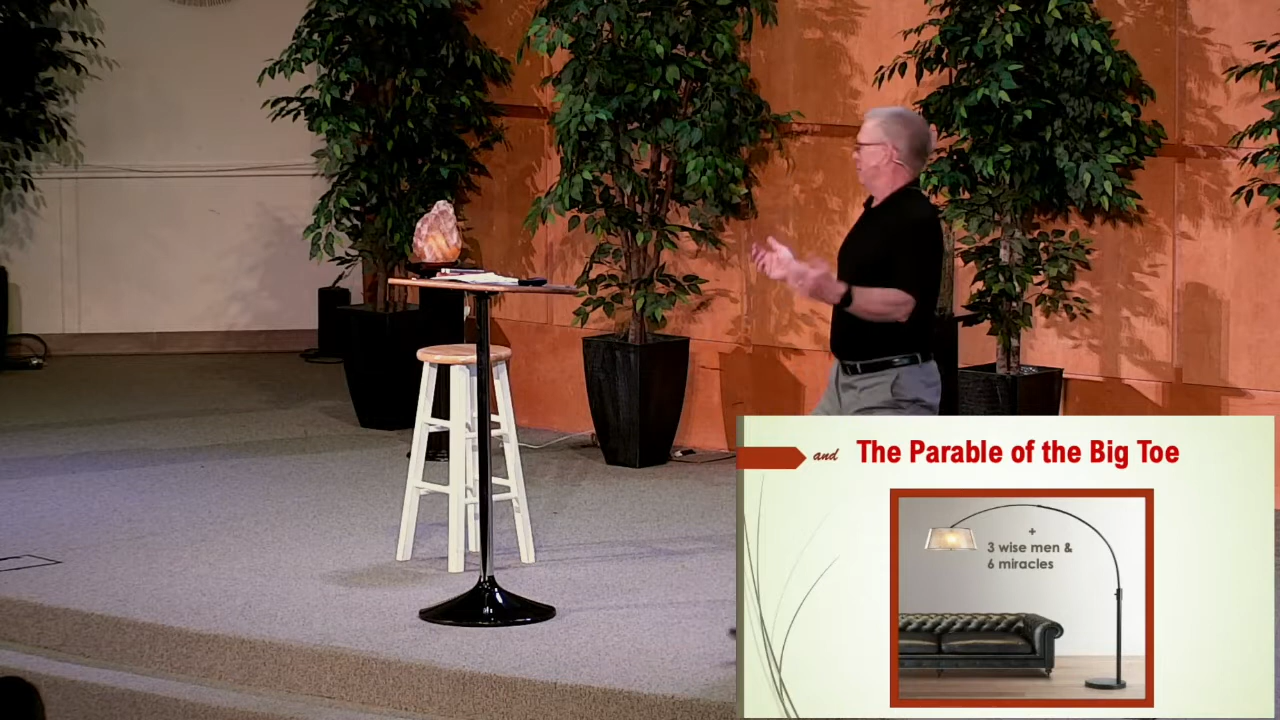 and The Parable of the Big Toe
+
3 wise men &
6 miracles